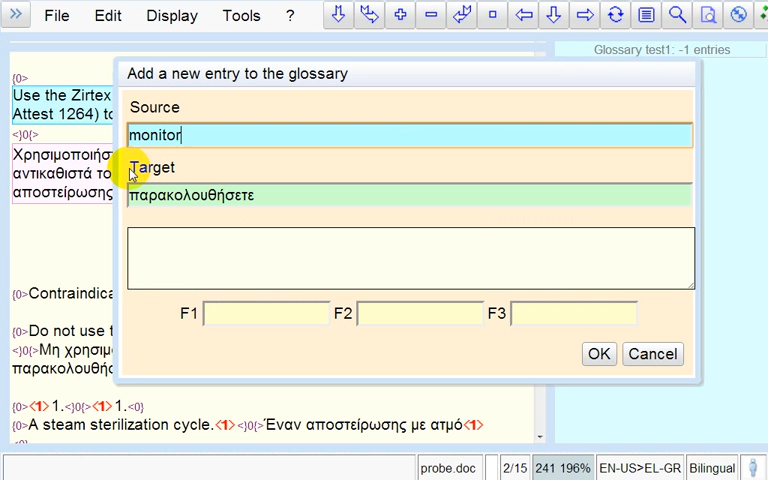 » File Edit Display Tools ?
Glossary test1: -1 entries
{0>
Use the Zirtex
Attest 1264) to
<}0{>
Χρησιμοποιήσ
αντικαθιστά το
αποστείρωσης
Add a new entry to the glossary
Source
monitor
Target
παρακολουθήσετε
F1 F2 F3
OK Cancel
{0>Contraindica
{0>Do not use t
<}0{>Μη χρησιμο
παρακολουθήσ
{0><1> 1.<}0{><1> 1.<0}
{0>A steam sterilization cycle.<1><}0{>Έναν αποστείρωσης με ατμό<1>
<0}
probe.doc 2/15 241 196% EN-US>EL-GR Bilingual